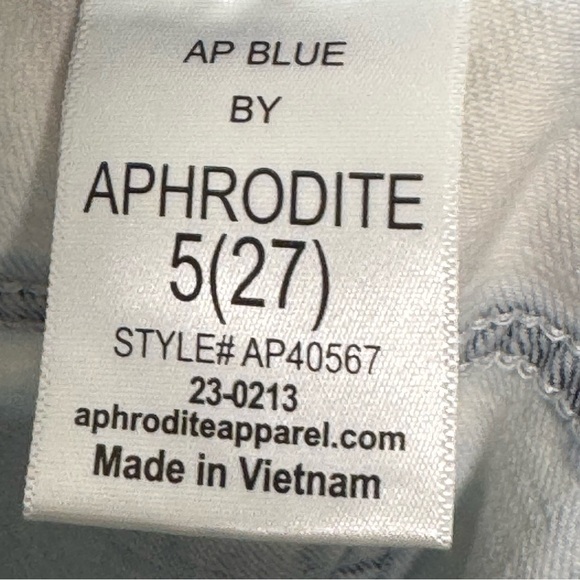 AP BLUE
BY
APHRODITE
5(27)
STYLE# AP40567
23-0213
aphroditeapparel.com
Made in Vietnam